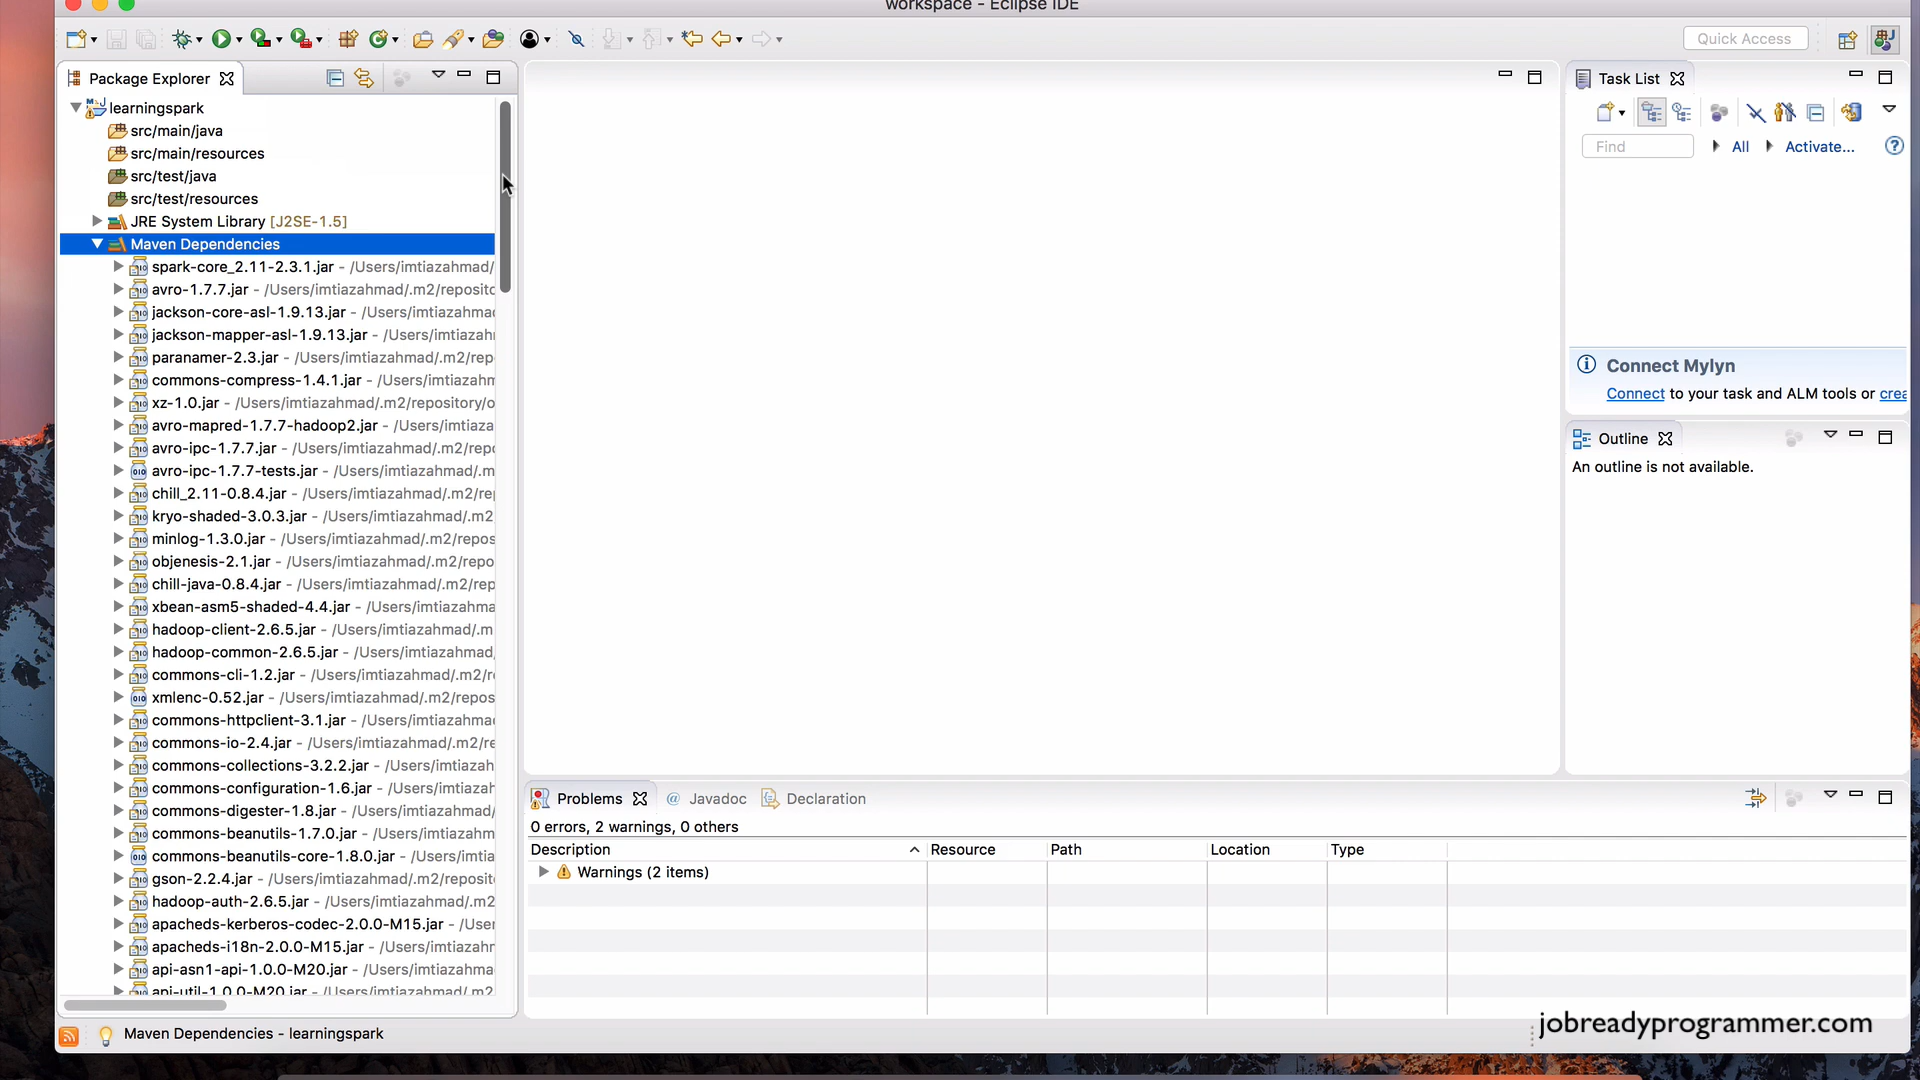 workspace - Eclipse IDE
Quick Access
Package Explorer
learningspark
src/main/java
src/main/resources
src/test/java
src/test/resources
JRE System Library [J2SE-1.5]
Maven Dependencies
spark-core_2.11-2.3.1.jar - /Users/imtiazahmad/
avro-1.7.7.jar - /Users/imtiazahmad/.m2/reposito
jackson-core-asl-1.9.13.jar - /Users/imtiazahmad
jackson-mapper-asl-1.9.13.jar - /Users/imtiazahm
paranamer-2.3.jar - /Users/imtiazahmad/.m2/rep
commons-compress-1.4.1.jar - /Users/imtiazahm
xz-1.0.jar - /Users/imtiazahmad/.m2/repository/o
avro-mapred-1.7.7-hadoop2.jar - /Users/imtiaza
avro-ipc-1.7.7.jar - /Users/imtiazahmad/.m2/repo
avro-ipc-1.7.7-tests.jar - /Users/imtiazahmad/.m
chill_2.11-0.8.4.jar - /Users/imtiazahmad/.m2/rep
kryo-shaded-3.0.3.jar - /Users/imtiazahmad/.m2
minlog-1.3.0.jar - /Users/imtiazahmad/.m2/repos
objenesis-2.1.jar - /Users/imtiazahmad/.m2/repo
chill-java-0.8.4.jar - /Users/imtiazahmad/.m2/rep
xbean-asm5-shaded-4.4.jar - /Users/imtiazahma
hadoop-client-2.6.5.jar - /Users/imtiazahmad/.m
hadoop-common-2.6.5.jar - /Users/imtiazahmad/
commons-cli-1.2.jar - /Users/imtiazahmad/.m2/r
xmlenc-0.52.jar - /Users/imtiazahmad/.m2/repos
commons-httpclient-3.1.jar - /Users/imtiazahmad
commons-io-2.4.jar - /Users/imtiazahmad/.m2/re
commons-collections-3.2.2.jar - /Users/imtiazah
commons-configuration-1.6.jar - /Users/imtiazah
commons-digester-1.8.jar - /Users/imtiazahmad/
commons-beanutils-1.7.0.jar - /Users/imtiazahm
commons-beanutils-core-1.8.0.jar - /Users/imtia
gson-2.2.4.jar - /Users/imtiazahmad/.m2/reposit
hadoop-auth-2.6.5.jar - /Users/imtiazahmad/.m2
apacheds-kerberos-codec-2.0.0-M15.jar - /User
apacheds-i18n-2.0.0-M15.jar - /Users/imtiazahm
api-asn1-api-1.0.0-M20.jar - /Users/imtiazahma
api-util-1.0.0-M20.jar - /Users/imtiazahmad/.m2
Task List
Find
All
Activate...
Connect Mylyn
Connect to your task and ALM tools or crea
Outline
An outline is not available.
Problems
@ Javadoc
Declaration
0 errors, 2 warnings, 0 others
Description Resource Path Location Type
Warnings (2 items)
Maven Dependencies - learningspark
jobreadyprogrammer.com